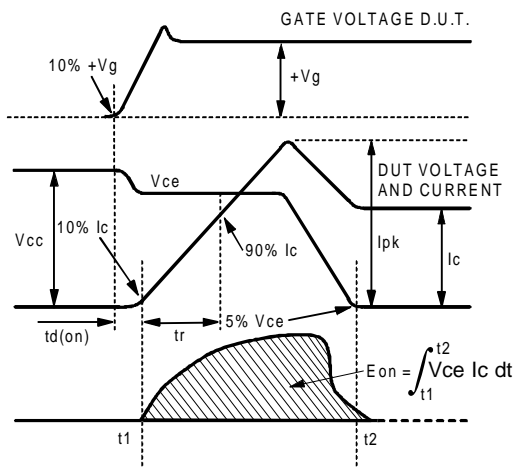 GATE VOLTAGE D.U.T.
10% +Vg
+Vg
Vce
DUT VOLTAGE
AND CURRENT
Vcc
10% Ic
90% Ic
Ipk
Ic
td(on)
tr
5% Vce
Eon = ∫ Vce Ic dt
t2
t1
t1
t2